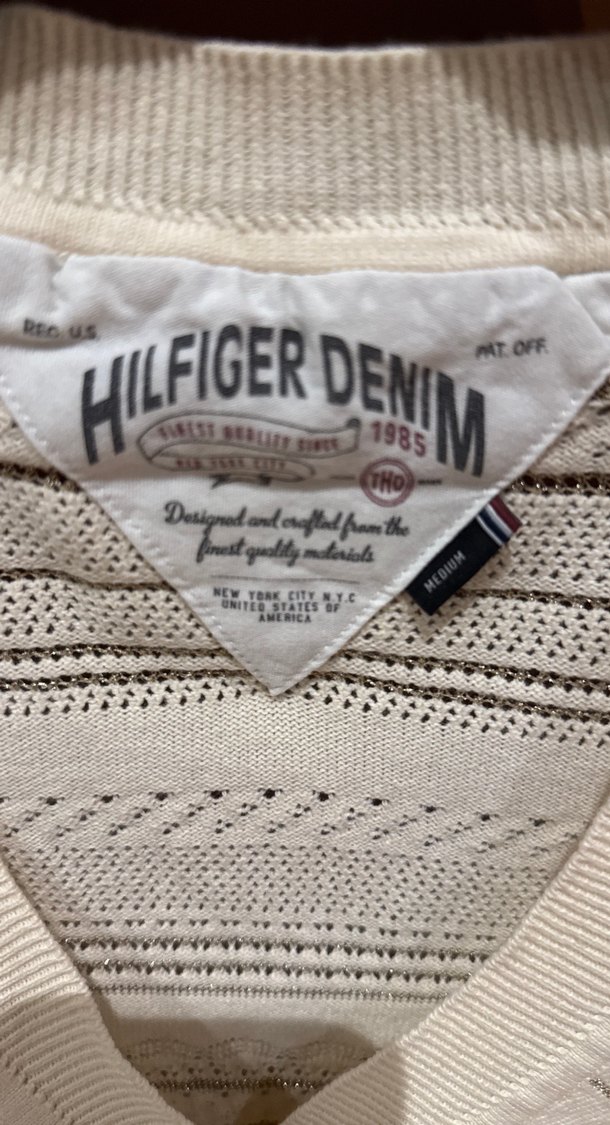 REG. U.S.
PAT. OFF.
HILFIGER DENIM
FINEST QUALITY SINCE 1985
NEW YORK CITY
THD
Designed and crafted from the
finest quality materials
MEDIUM
NEW YORK CITY N.Y.C
UNITED STATES OF
AMERICA